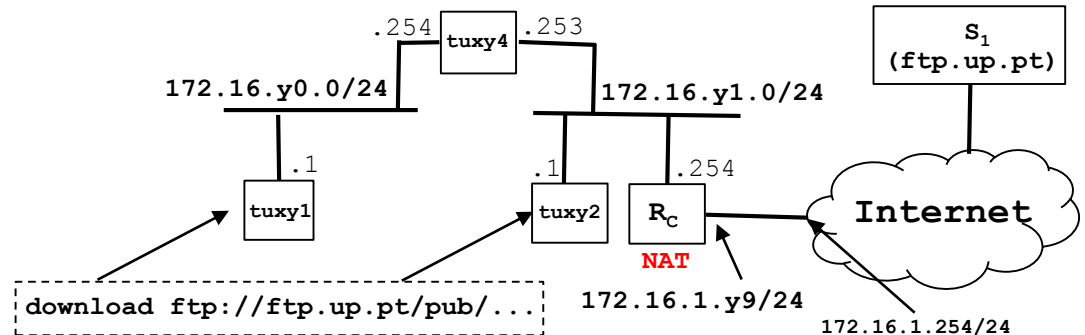 .254
tuxy4
.253
S1
(ftp.up.pt)
172.16.y0.0/24
172.16.y1.0/24
.1
.1
.254
tuxy1
tuxy2
RC
Internet
NAT
download ftp://ftp.up.pt/pub/...
172.16.1.y9/24
172.16.1.254/24